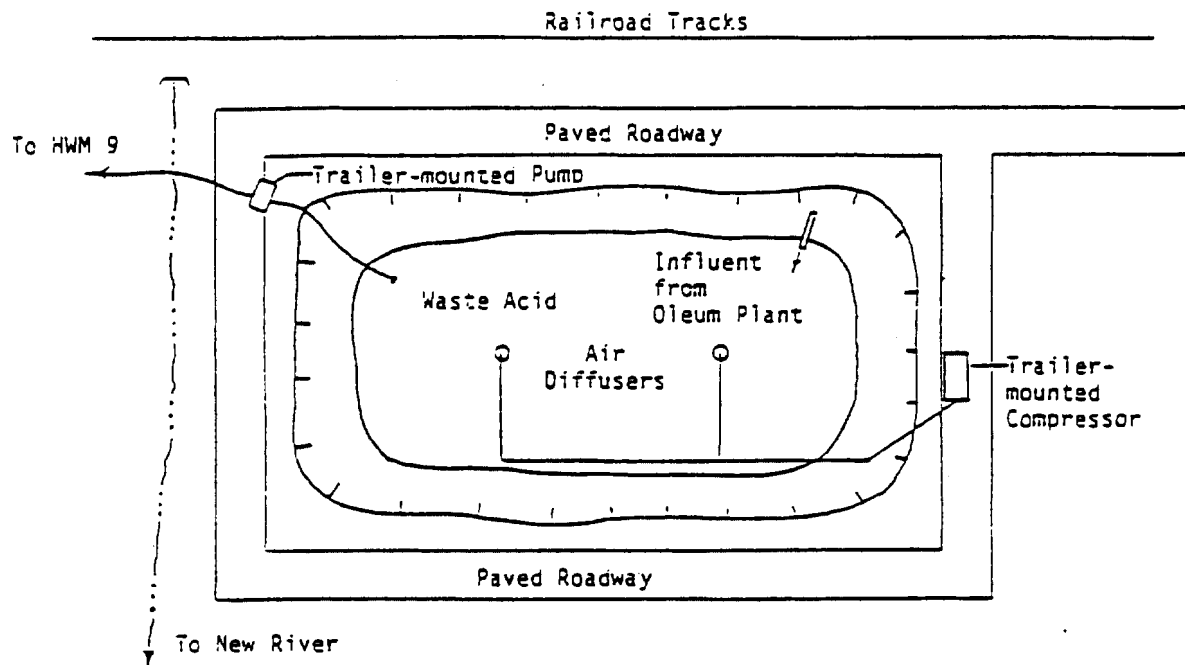 Railroad Tracks
Paved Roadway
To HWM 9
Trailer-mounted Pump
Influent
from
Oleum Plant
Waste Acid
Air
Diffusers
Trailer-
mounted
Compressor
Paved Roadway
To New River